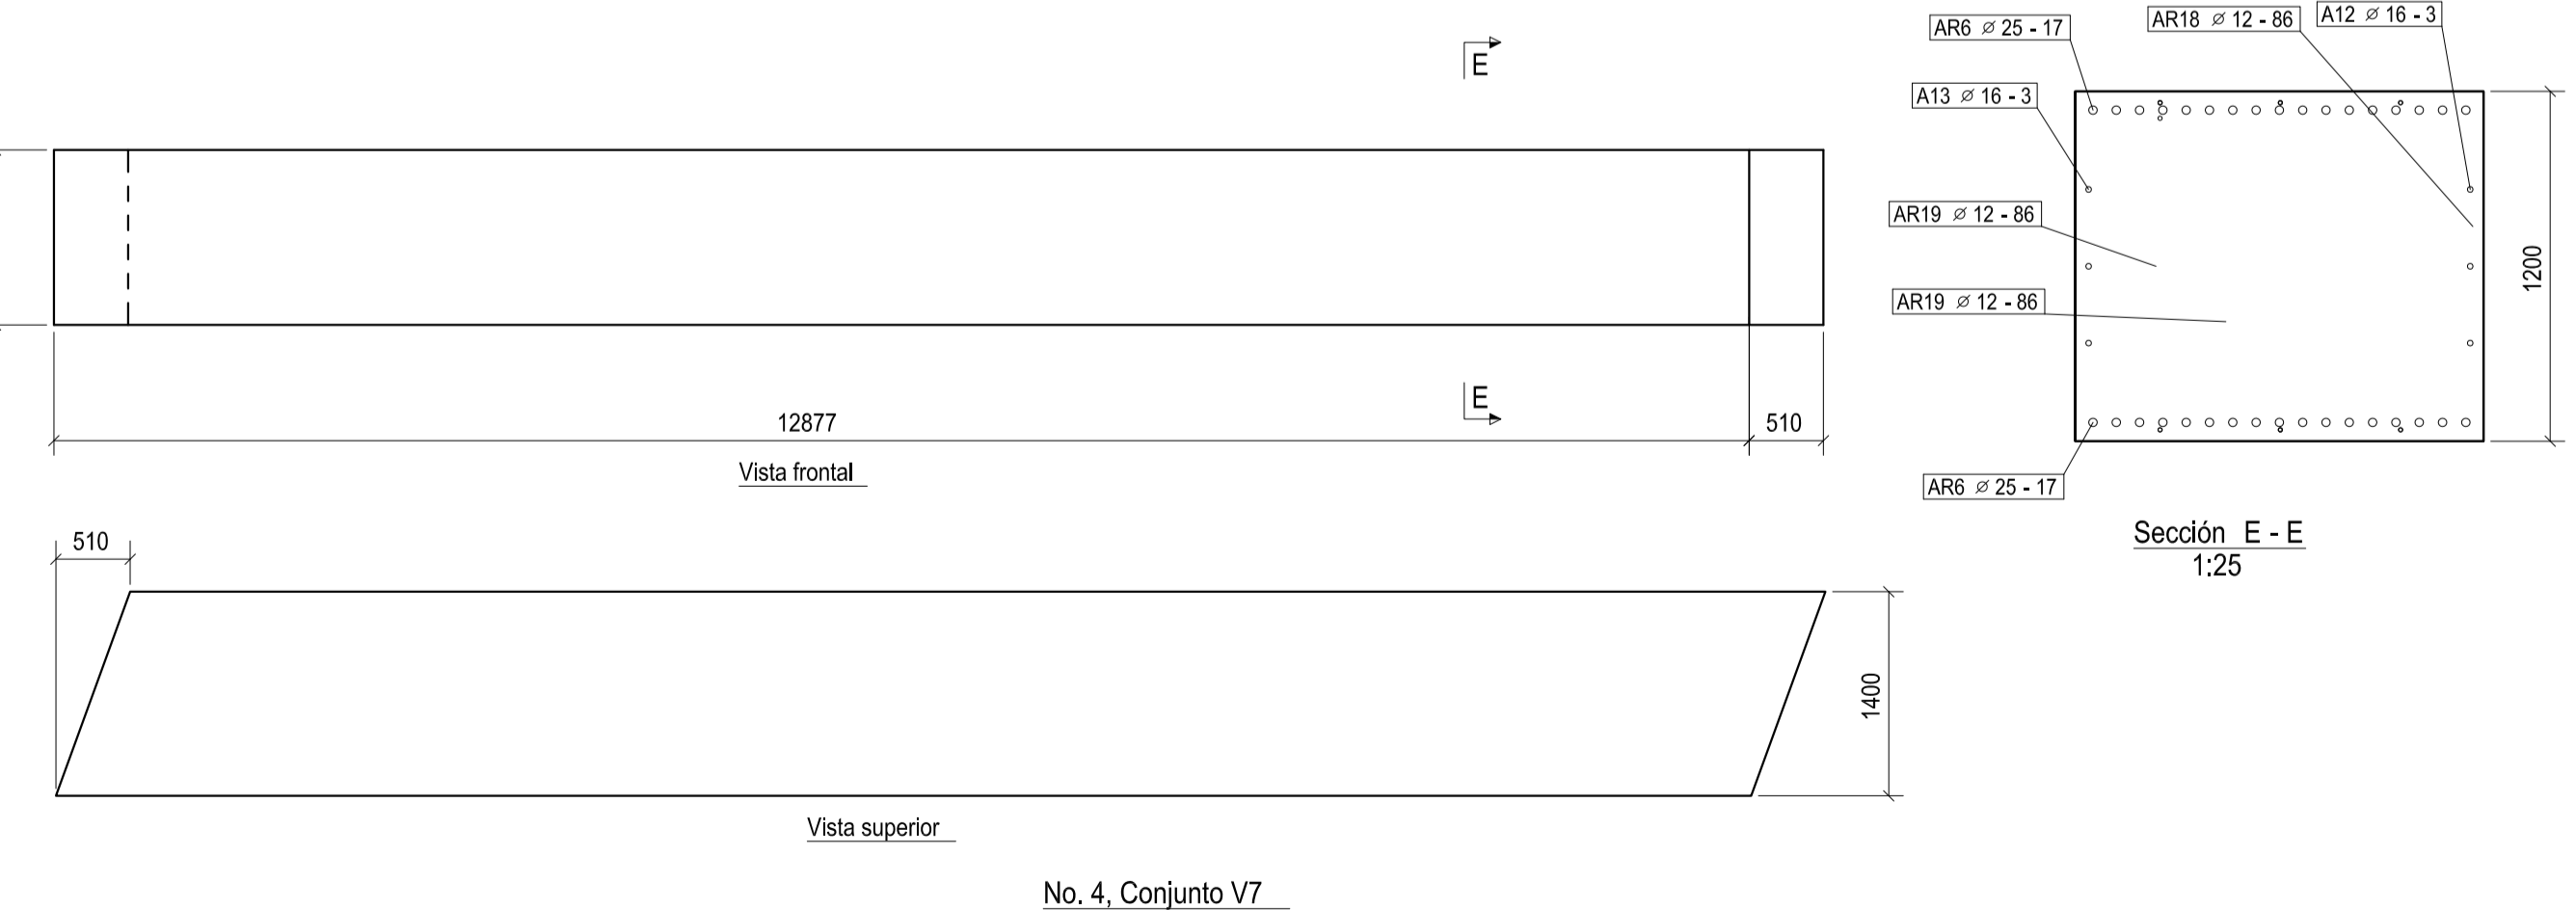 E
E
12877
510
Vista frontal
510
1400
Vista superior
No. 4, Conjunto V7
AR6 ⌀ 25 - 17
AR18 ⌀ 12 - 86
A12 ⌀ 16 - 3
A13 ⌀ 16 - 3
AR19 ⌀ 12 - 86
AR19 ⌀ 12 - 86
1200
AR6 ⌀ 25 - 17
Sección E - E
1:25